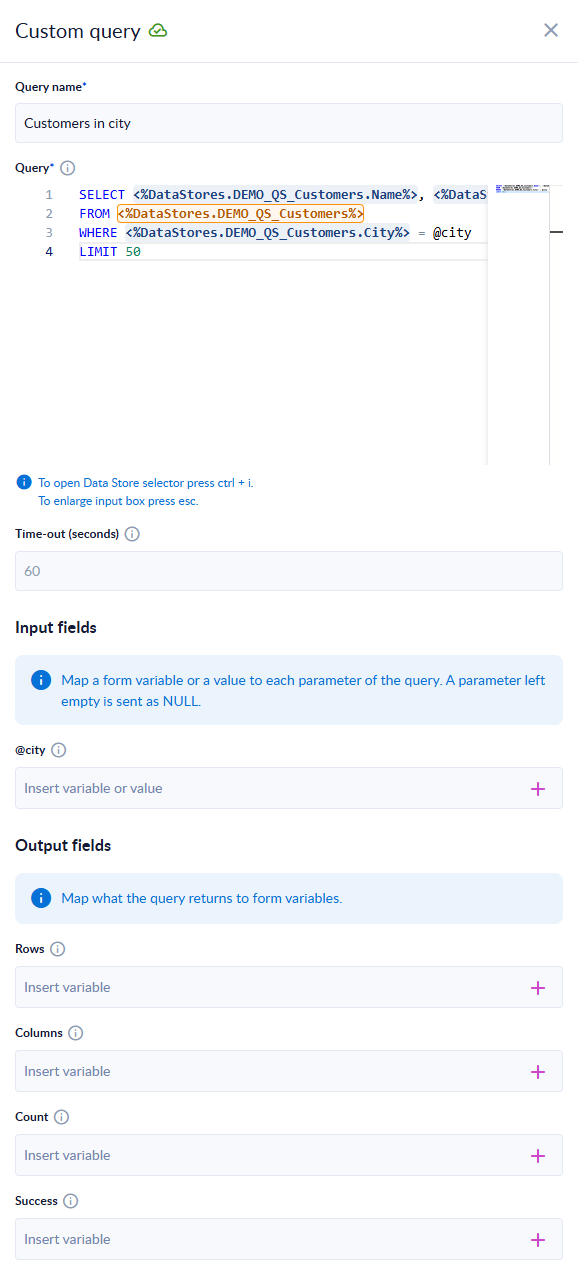 Custom query
Query name*
Customers in city
Query*
1 SELECT <%DataStores.DEMO_QS_Customers.Name%>, <%DataS
2 FROM <%DataStores.DEMO_QS_Customers%>
3 WHERE <%DataStores.DEMO_QS_Customers.City%> = @city
4 LIMIT 50
To open Data Store selector press ctrl + i.
To enlarge input box press esc.
Time-out (seconds)
60
Input fields
Map a form variable or a value to each parameter of the query. A parameter left
empty is sent as NULL.
@city
Insert variable or value
Output fields
Map what the query returns to form variables.
Rows
Insert variable
Columns
Insert variable
Count
Insert variable
Success
Insert variable